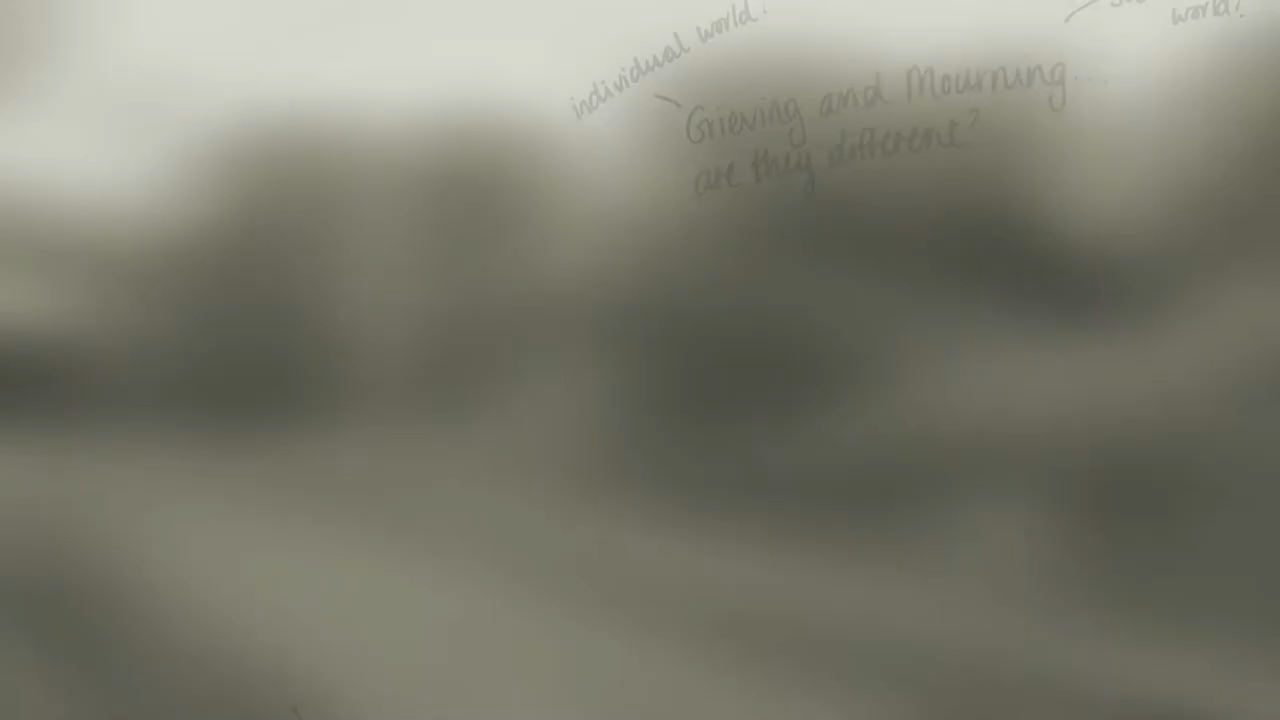 individual world?
world?
Grieving and Mourning...
are they different?